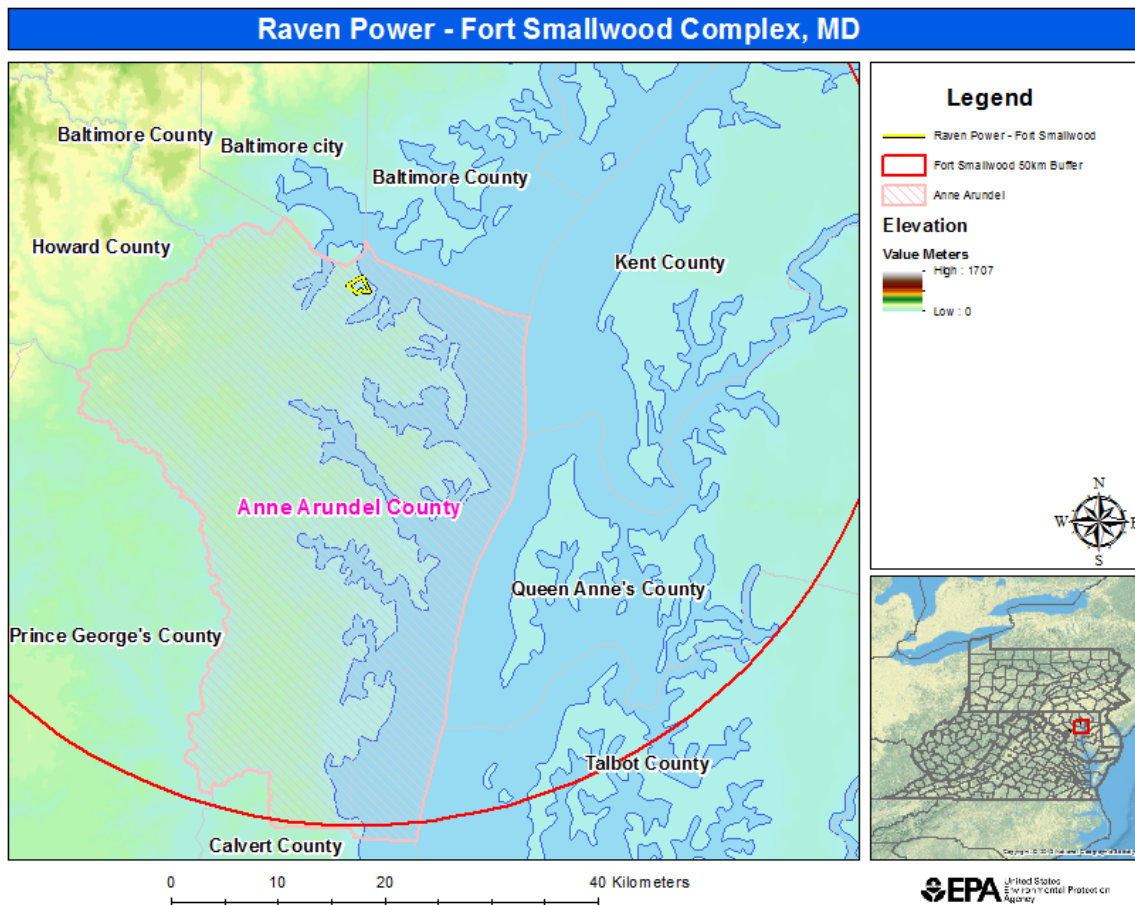 Raven Power - Fort Smallwood Complex, MD
Baltimore County
Baltimore city
Baltimore County
Howard County
Kent County
Anne Arundel County
Queen Anne's County
Prince George's County
Talbot County
Calvert County
Legend
Raven Power - Fort Smallwood
Fort Smallwood 50km Buffer
Anne Arundel
Elevation
Value Meters
High : 1707
Low : 0
N
W E
S
0 10 20 40 Kilometers
EPA
United States
Environmental Protection
Agency